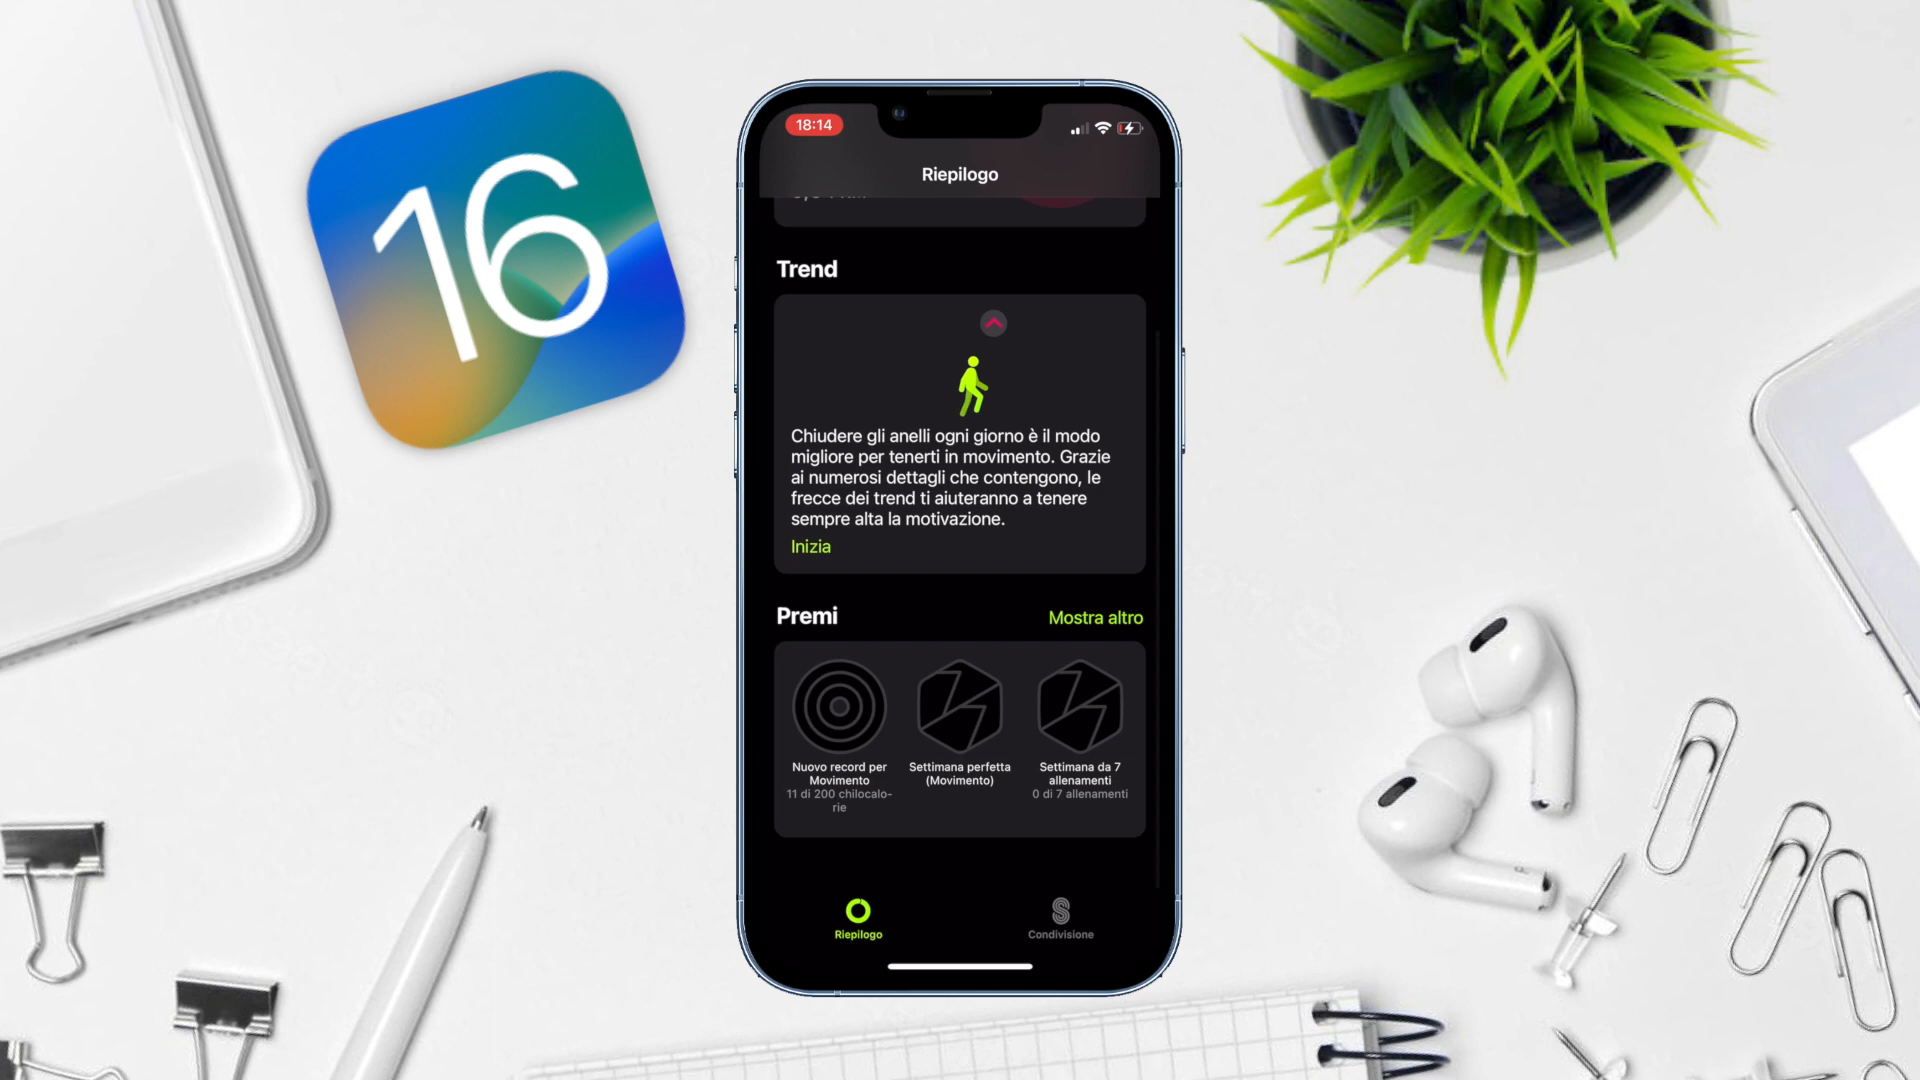 16
18:14
Riepilogo
Trend
Chiudere gli anelli ogni giorno è il modo
migliore per tenerti in movimento. Grazie
ai numerosi dettagli che contengono, le
frecce dei trend ti aiuteranno a tenere
sempre alta la motivazione.
Inizia
Premi
Mostra altro
Nuovo record per
Movimento
11 di 200 chilocalo-
rie
Settimana perfetta
(Movimento)
Settimana da 7
allenamenti
0 di 7 allenamenti
Riepilogo
Condivisione